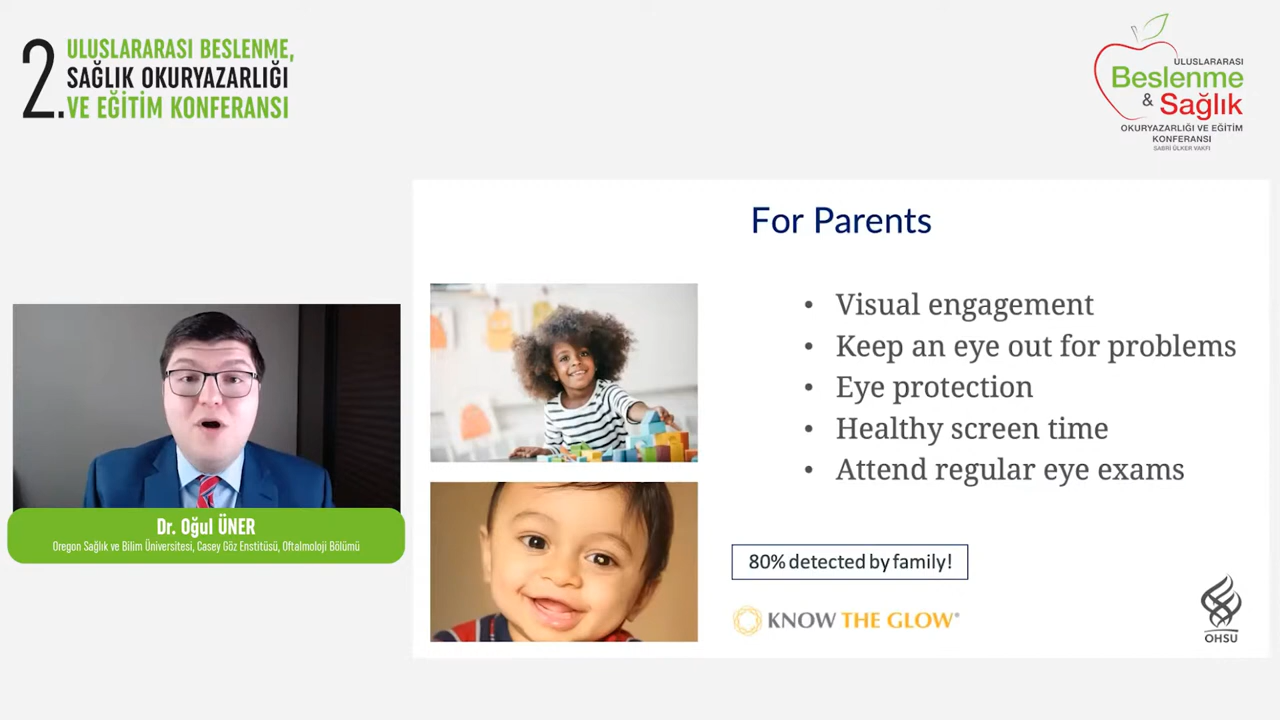 2.
ULUSLARARASI BESLENME,
SAĞLIK OKURYAZARLIĞI
VE EĞİTİM KONFERANSI
ULUSLARARASI
Beslenme
& Sağlık
OKURYAZARLIĞI VE EĞİTİM
KONFERANSI
SABRİ ÜLKER VAKFI
For Parents
• Visual engagement
• Keep an eye out for problems
• Eye protection
• Healthy screen time
• Attend regular eye exams
80% detected by family!
KNOW THE GLOW®
OHSU
Dr. Oğul ÜNER
Oregon Sağlık ve Bilim Üniversitesi, Casey Göz Enstitüsü, Oftalmoloji Bölümü